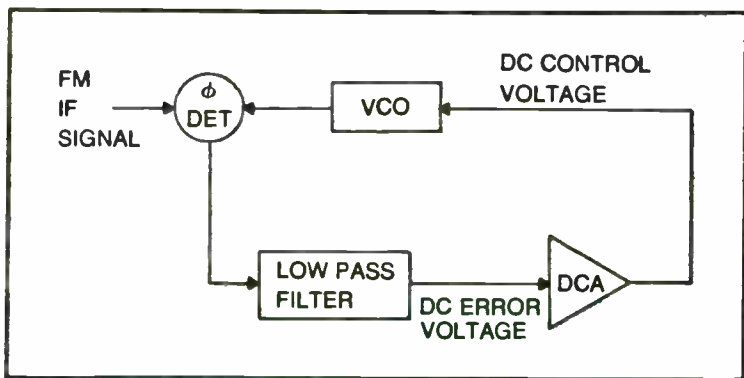 FM
IF
SIGNAL
ϕ
DET
VCO
DC CONTROL
VOLTAGE
LOW PASS
FILTER
DC ERROR
VOLTAGE
DCA